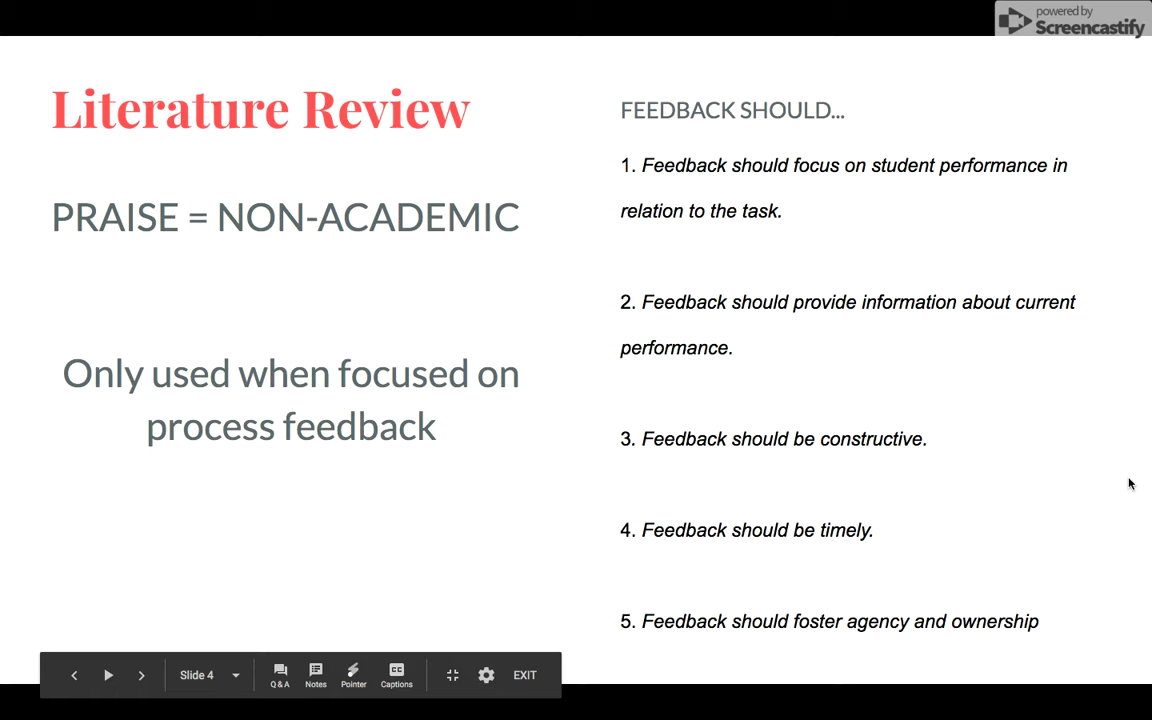 powered by
Screencastify
Literature Review
PRAISE = NON-ACADEMIC
Only used when focused on
process feedback
FEEDBACK SHOULD...
1. Feedback should focus on student performance in
relation to the task.
2. Feedback should provide information about current
performance.
3. Feedback should be constructive.
4. Feedback should be timely.
5. Feedback should foster agency and ownership
Slide 4
Q & A
Notes
Pointer
CC
Captions
EXIT